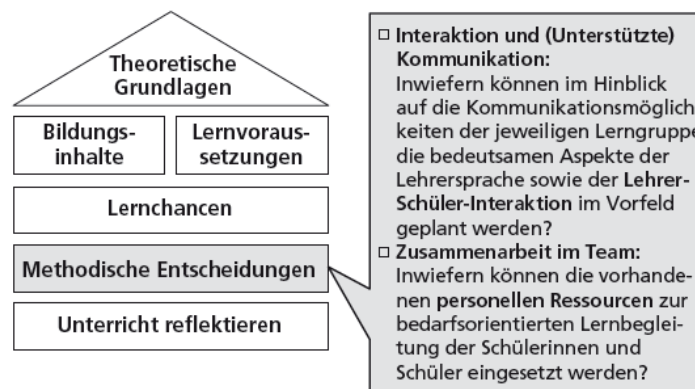 Theoretische
Grundlagen
Bildungs-
inhalte
Lernvoraus-
setzungen
Lernchancen
Methodische Entscheidungen
Unterricht reflektieren
□ Interaktion und (Unterstützte)
Kommunikation:
Inwiefern können im Hinblick
auf die Kommunikationsmöglich
keiten der jeweiligen Lerngruppe
die bedeutsamen Aspekte der
Lehrersprache sowie der Lehrer-
Schüler-Interaktion im Vorfeld
geplant werden?
□ Zusammenarbeit im Team:
Inwiefern können die vorhande-
nen personellen Ressourcen zur
bedarfsorientierten Lernbeglei-
tung der Schülerinnen und
Schüler eingesetzt werden?